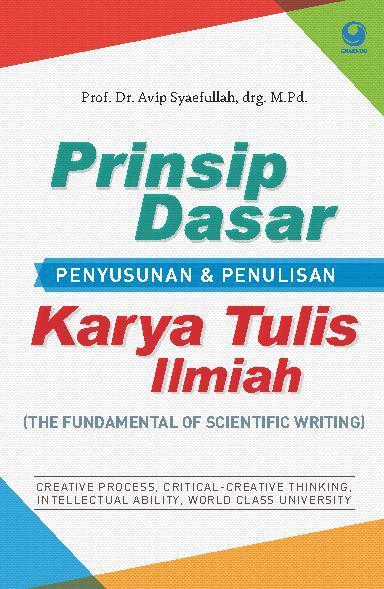 Prof. Dr. Avip Syaefullah, drg. M.Pd.
Prinsip
Dasar
PENYUSUNAN & PENULISAN
Karya Tulis
Ilmiah
(THE FUNDAMENTAL OF SCIENTIFIC WRITING)
CREATIVE PROCESS, CRITICAL-CREATIVE THINKING,
INTELLECTUAL ABILITY, WORLD CLASS UNIVERSITY